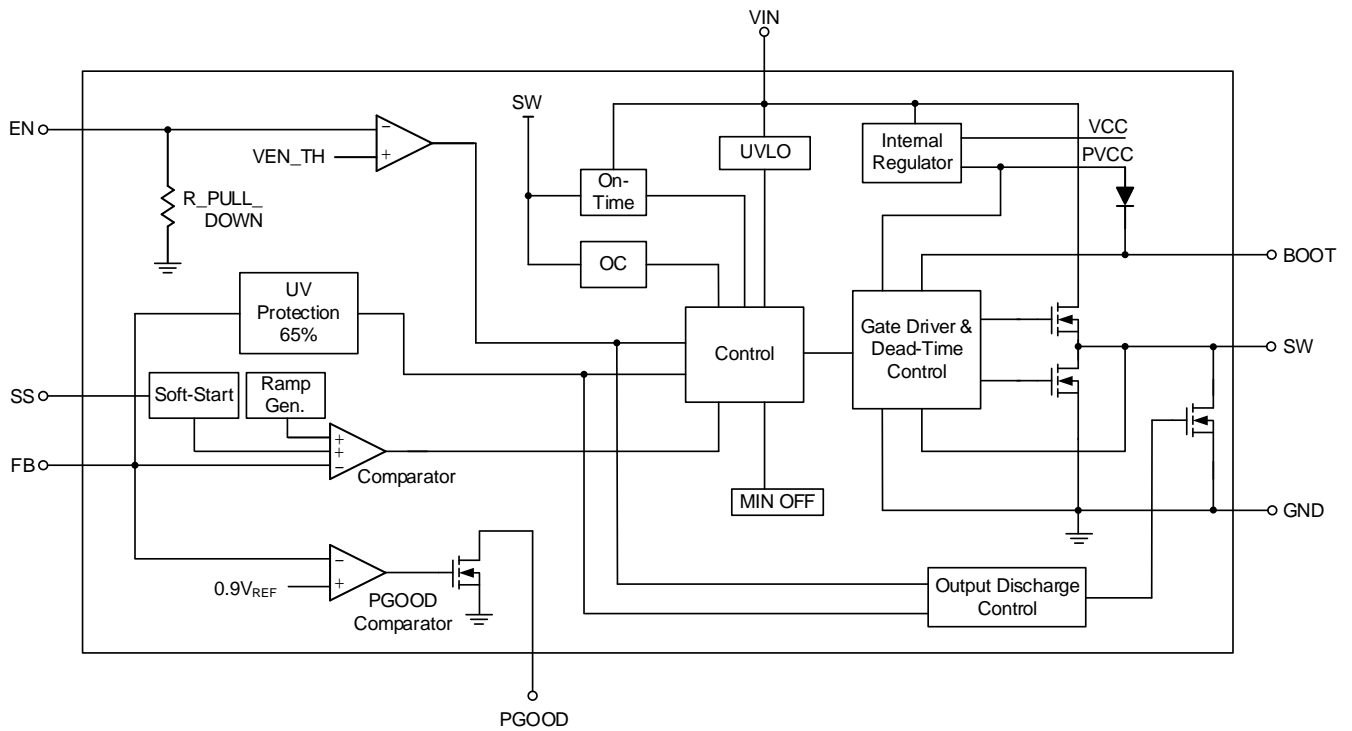 VIN
EN
VEN_TH
−
+
R_PULL_
DOWN
SW
On-
Time
OC
UVLO
Internal
Regulator
VCC
PVCC
BOOT
UV
Protection
65%
Control
Gate Driver &
Dead-Time
Control
SW
SS
Soft-Start
Ramp
Gen.
FB
+
+
−
Comparator
MIN OFF
GND
0.9VREF
−
+
PGOOD
Comparator
Output Discharge
Control
PGOOD